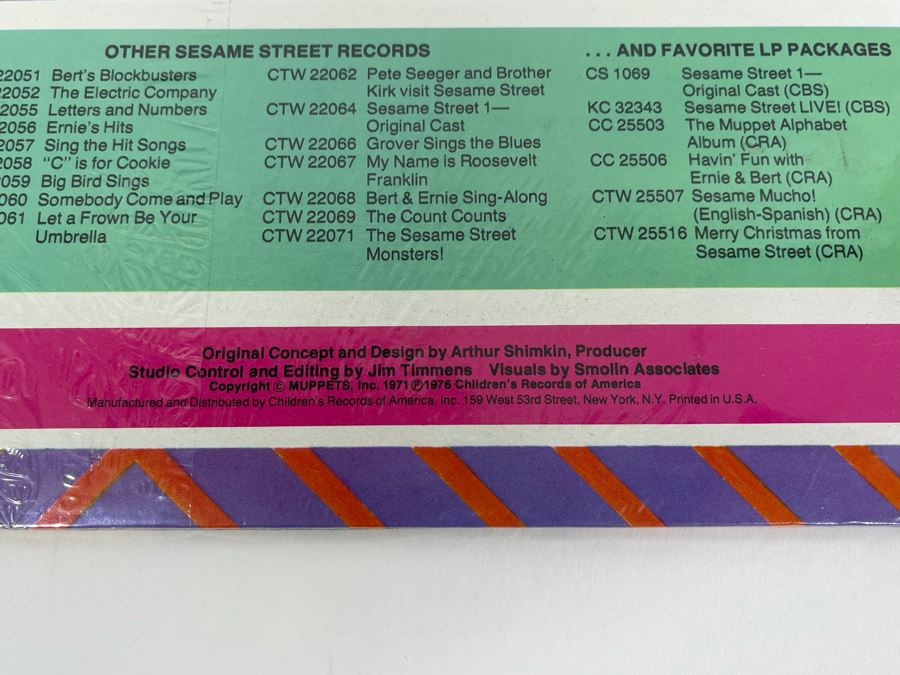 OTHER SESAME STREET RECORDS
22051 Bert's Blockbusters
22052 The Electric Company
2055 Letters and Numbers
2056 Ernie's Hits
2057 Sing the Hit Songs
2058 "C" is for Cookie
059 Big Bird Sings
060 Somebody Come and Play
061 Let a Frown Be Your
Umbrella
CTW 22062 Pete Seeger and Brother
Kirk visit Sesame Street
CTW 22064 Sesame Street 1—
Original Cast
CTW 22066 Grover Sings the Blues
CTW 22067 My Name is Roosevelt
Franklin
CTW 22068 Bert & Ernie Sing-Along
CTW 22069 The Count Counts
CTW 22071 The Sesame Street
Monsters!
. . . AND FAVORITE LP PACKAGES
CS 1069 Sesame Street 1—
Original Cast (CBS)
KC 32343 Sesame Street LIVE! (CBS)
CC 25503 The Muppet Alphabet
Album (CRA)
CC 25506 Havin' Fun with
Ernie & Bert (CRA)
CTW 25507 Sesame Mucho!
(English-Spanish) (CRA)
CTW 25516 Merry Christmas from
Sesame Street (CRA)
Original Concept and Design by Arthur Shimkin, Producer
Studio Control and Editing by Jim Timmens Visuals by Smolin Associates
Copyright © MUPPETS, Inc. 1971 ℗ 1976 Children's Records of America
Manufactured and Distributed by Children's Records of America, Inc. 159 West 53rd Street, New York, N.Y. Printed in U.S.A.